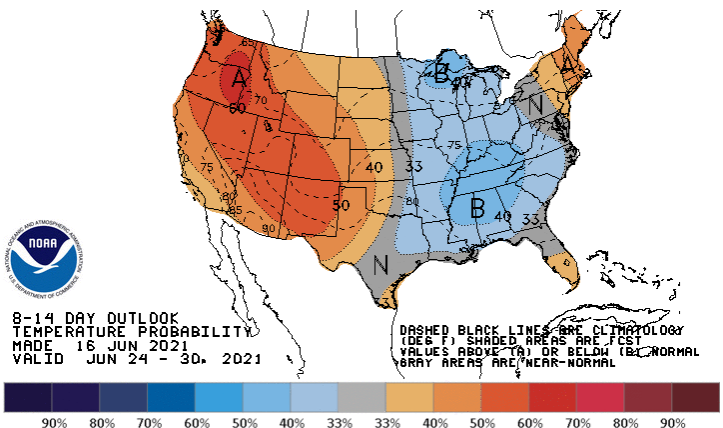 65
A
B
40
A
60
70
N
75
75
40
33
80
50
80
85
B
40
33
90
N
33
NATIONAL OCEANIC AND ATMOSPHERIC ADMINISTRATION
NOAA
U.S. DEPARTMENT OF COMMERCE
8-14 DAY OUTLOOK
TEMPERATURE PROBABILITY
MADE 16 JUN 2021
VALID JUN 24 - 30, 2021
DASHED BLACK LINES ARE CLIMATOLOGY
(DEG F) SHADED AREAS ARE FCST
VALUES ABOVE (A) OR BELOW (B) NORMAL
GRAY AREAS ARE NEAR-NORMAL
90% 80% 70% 60% 50% 40% 33% 33% 40% 50% 60% 70% 80% 90%